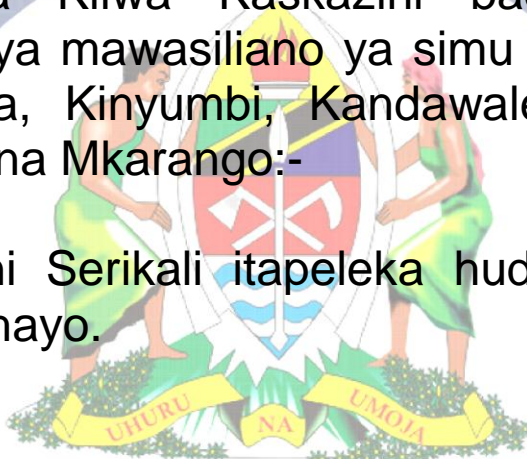 Kilwa Kaskazini
ya mawasiliano ya simu
Kinyumbi, Kandawale
na Mkarango:-
Serikali itapeleka
UHURU NA UMOJA